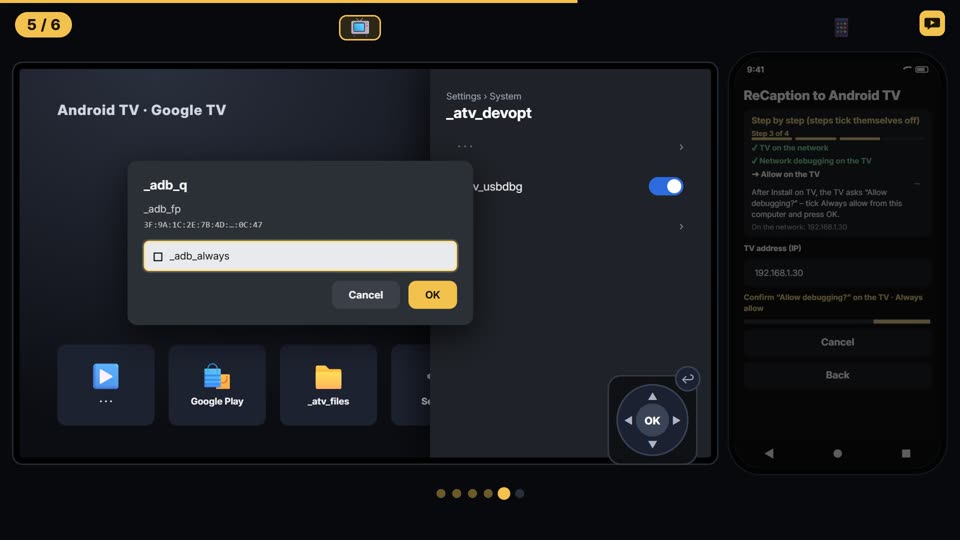 5 / 6
Android TV · Google TV
Settings › System
_atv_devopt
...
v_usbdbg
_adb_q
_adb_fp
3F:9A:1C:2E:7B:4D:…:0C:47
_adb_always
Cancel
OK
...
Google Play
_atv_files
Se
OK
9:41
ReCaption to Android TV
Step by step (steps tick themselves off)
Step 3 of 4
✓ TV on the network
✓ Network debugging on the TV
➔ Allow on the TV
After Install on TV, the TV asks “Allow
debugging?” – tick Always allow from this
computer and press OK.
On the network: 192.168.1.30
TV address (IP)
192.168.1.30
Confirm “Allow debugging?” on the TV · Always
allow
Cancel
Back